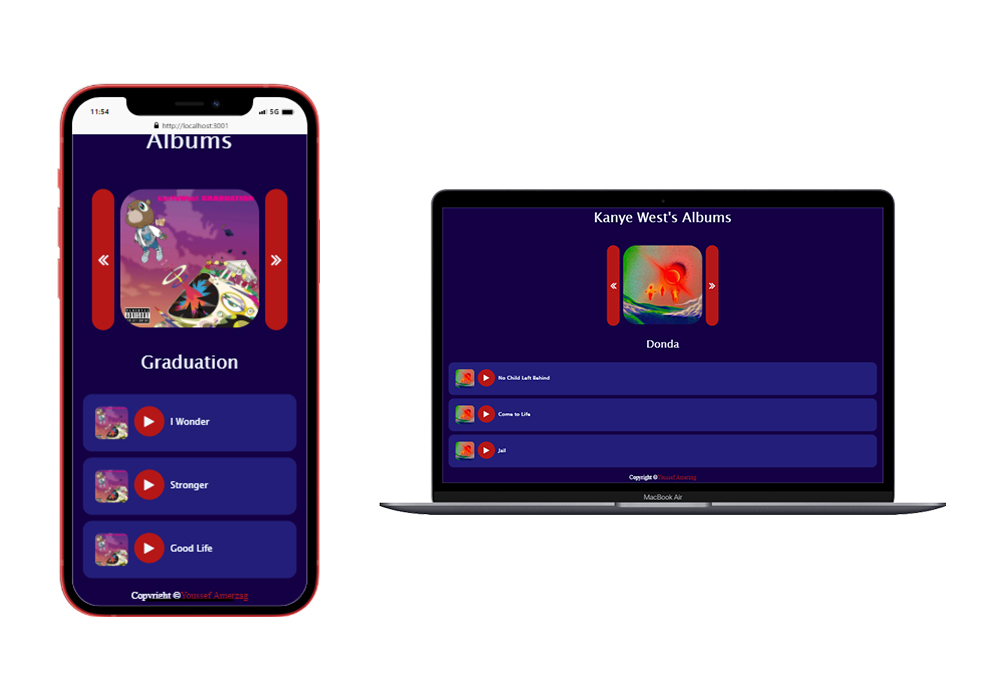 11:54
5G
http://localhost:3001
Albums
Graduation
I Wonder
Stronger
Good Life
Copyright ©Youssef Amerzag
Kanye West's Albums
Donda
No Child Left Behind
Come to Life
Jail
Copyright ©Youssef Amerzag
MacBook Air